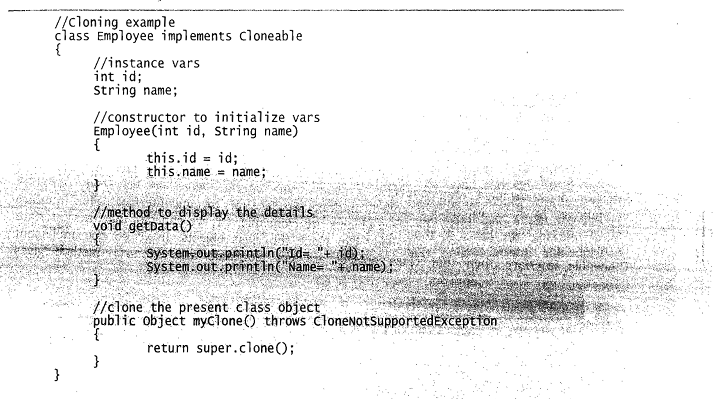 //Cloning example
class Employee implements Cloneable
{
//instance vars
int id;
String name;
//constructor to initialize vars
Employee(int id, String name)
{
this.id = id;
this.name = name;
}
//method to display the details
void getData()
{
System.out.println("Id= "+ id);
System.out.println("Name= "+ name);
}
//clone the present class object
public Object myClone() throws CloneNotSupportedException
{
return super.clone();
}
}